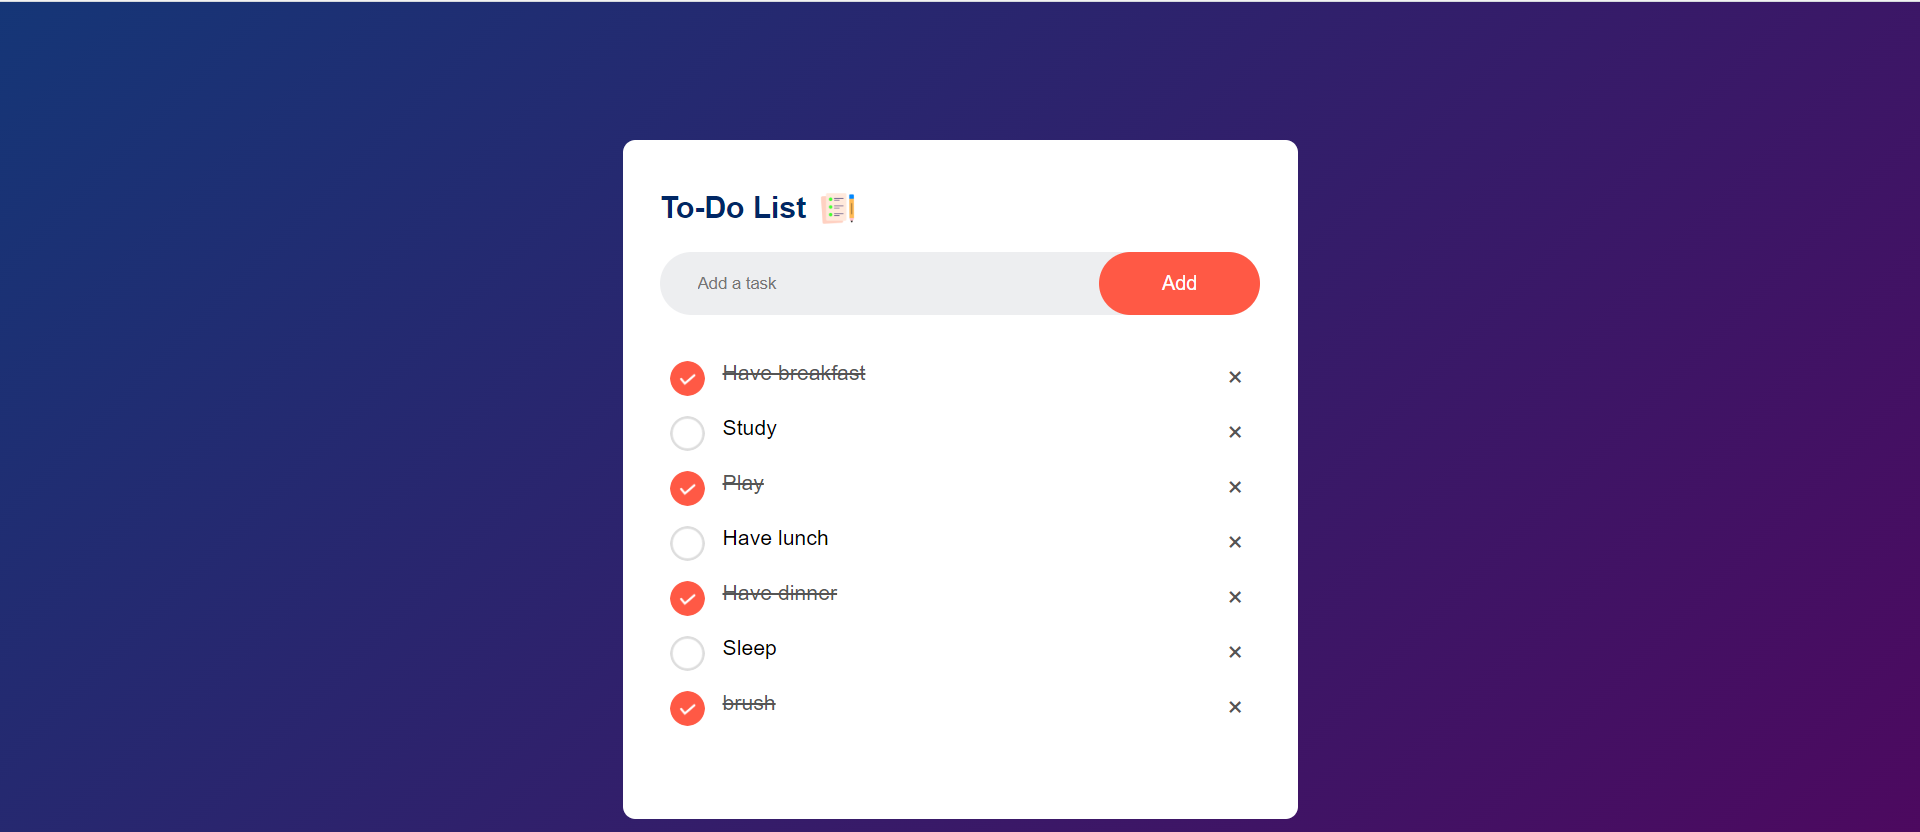 To-Do List
Add a task
Add
Have breakfast
Study
Play
Have lunch
Have dinner
Sleep
brush